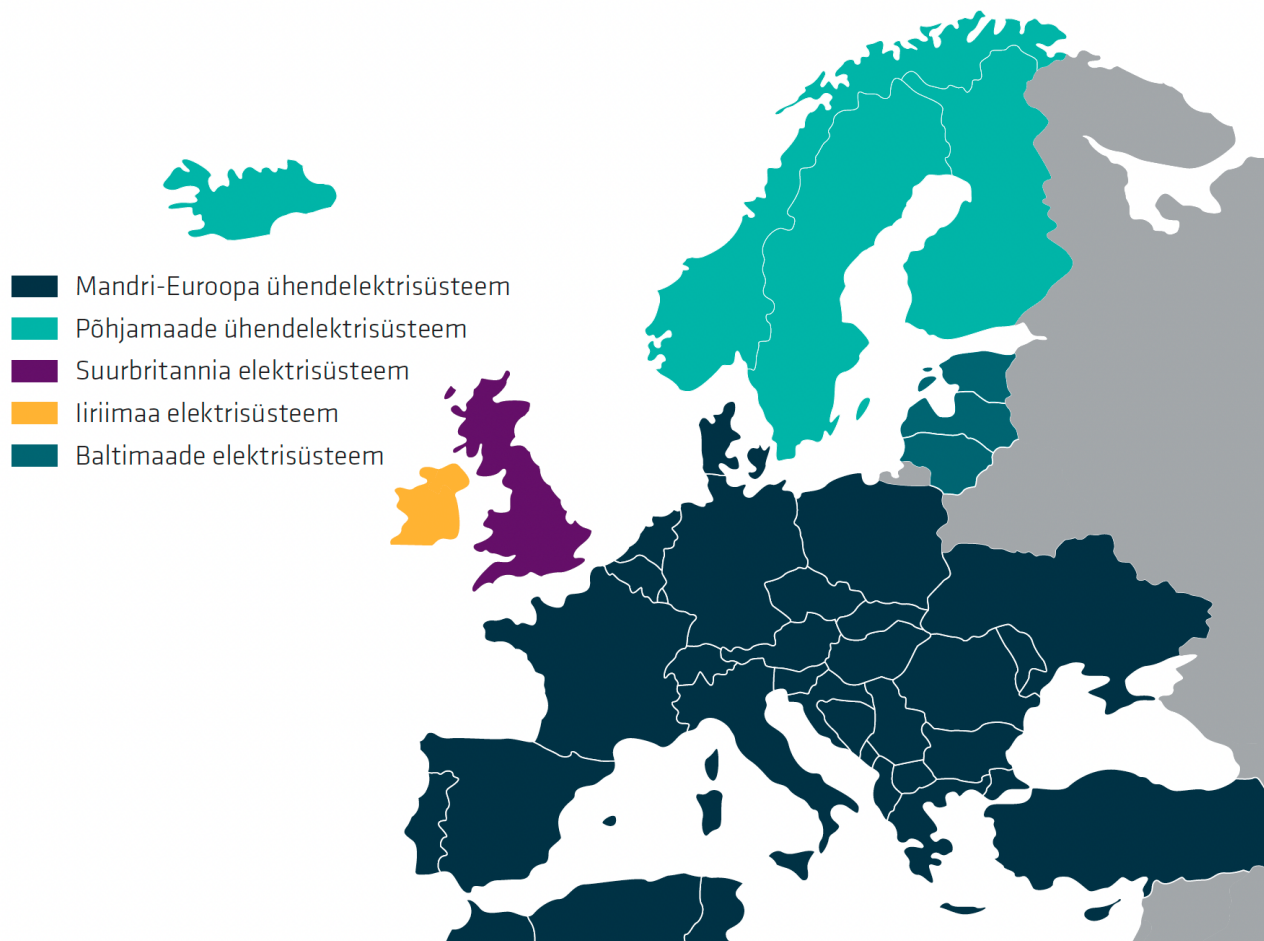 Mandri-Euroopa ühendelektrisüsteem
Põhjamaade ühendelektrisüsteem
Suurbritannia elektrisüsteem
Iiriimaa elektrisüsteem
Baltimaade elektrisüsteem